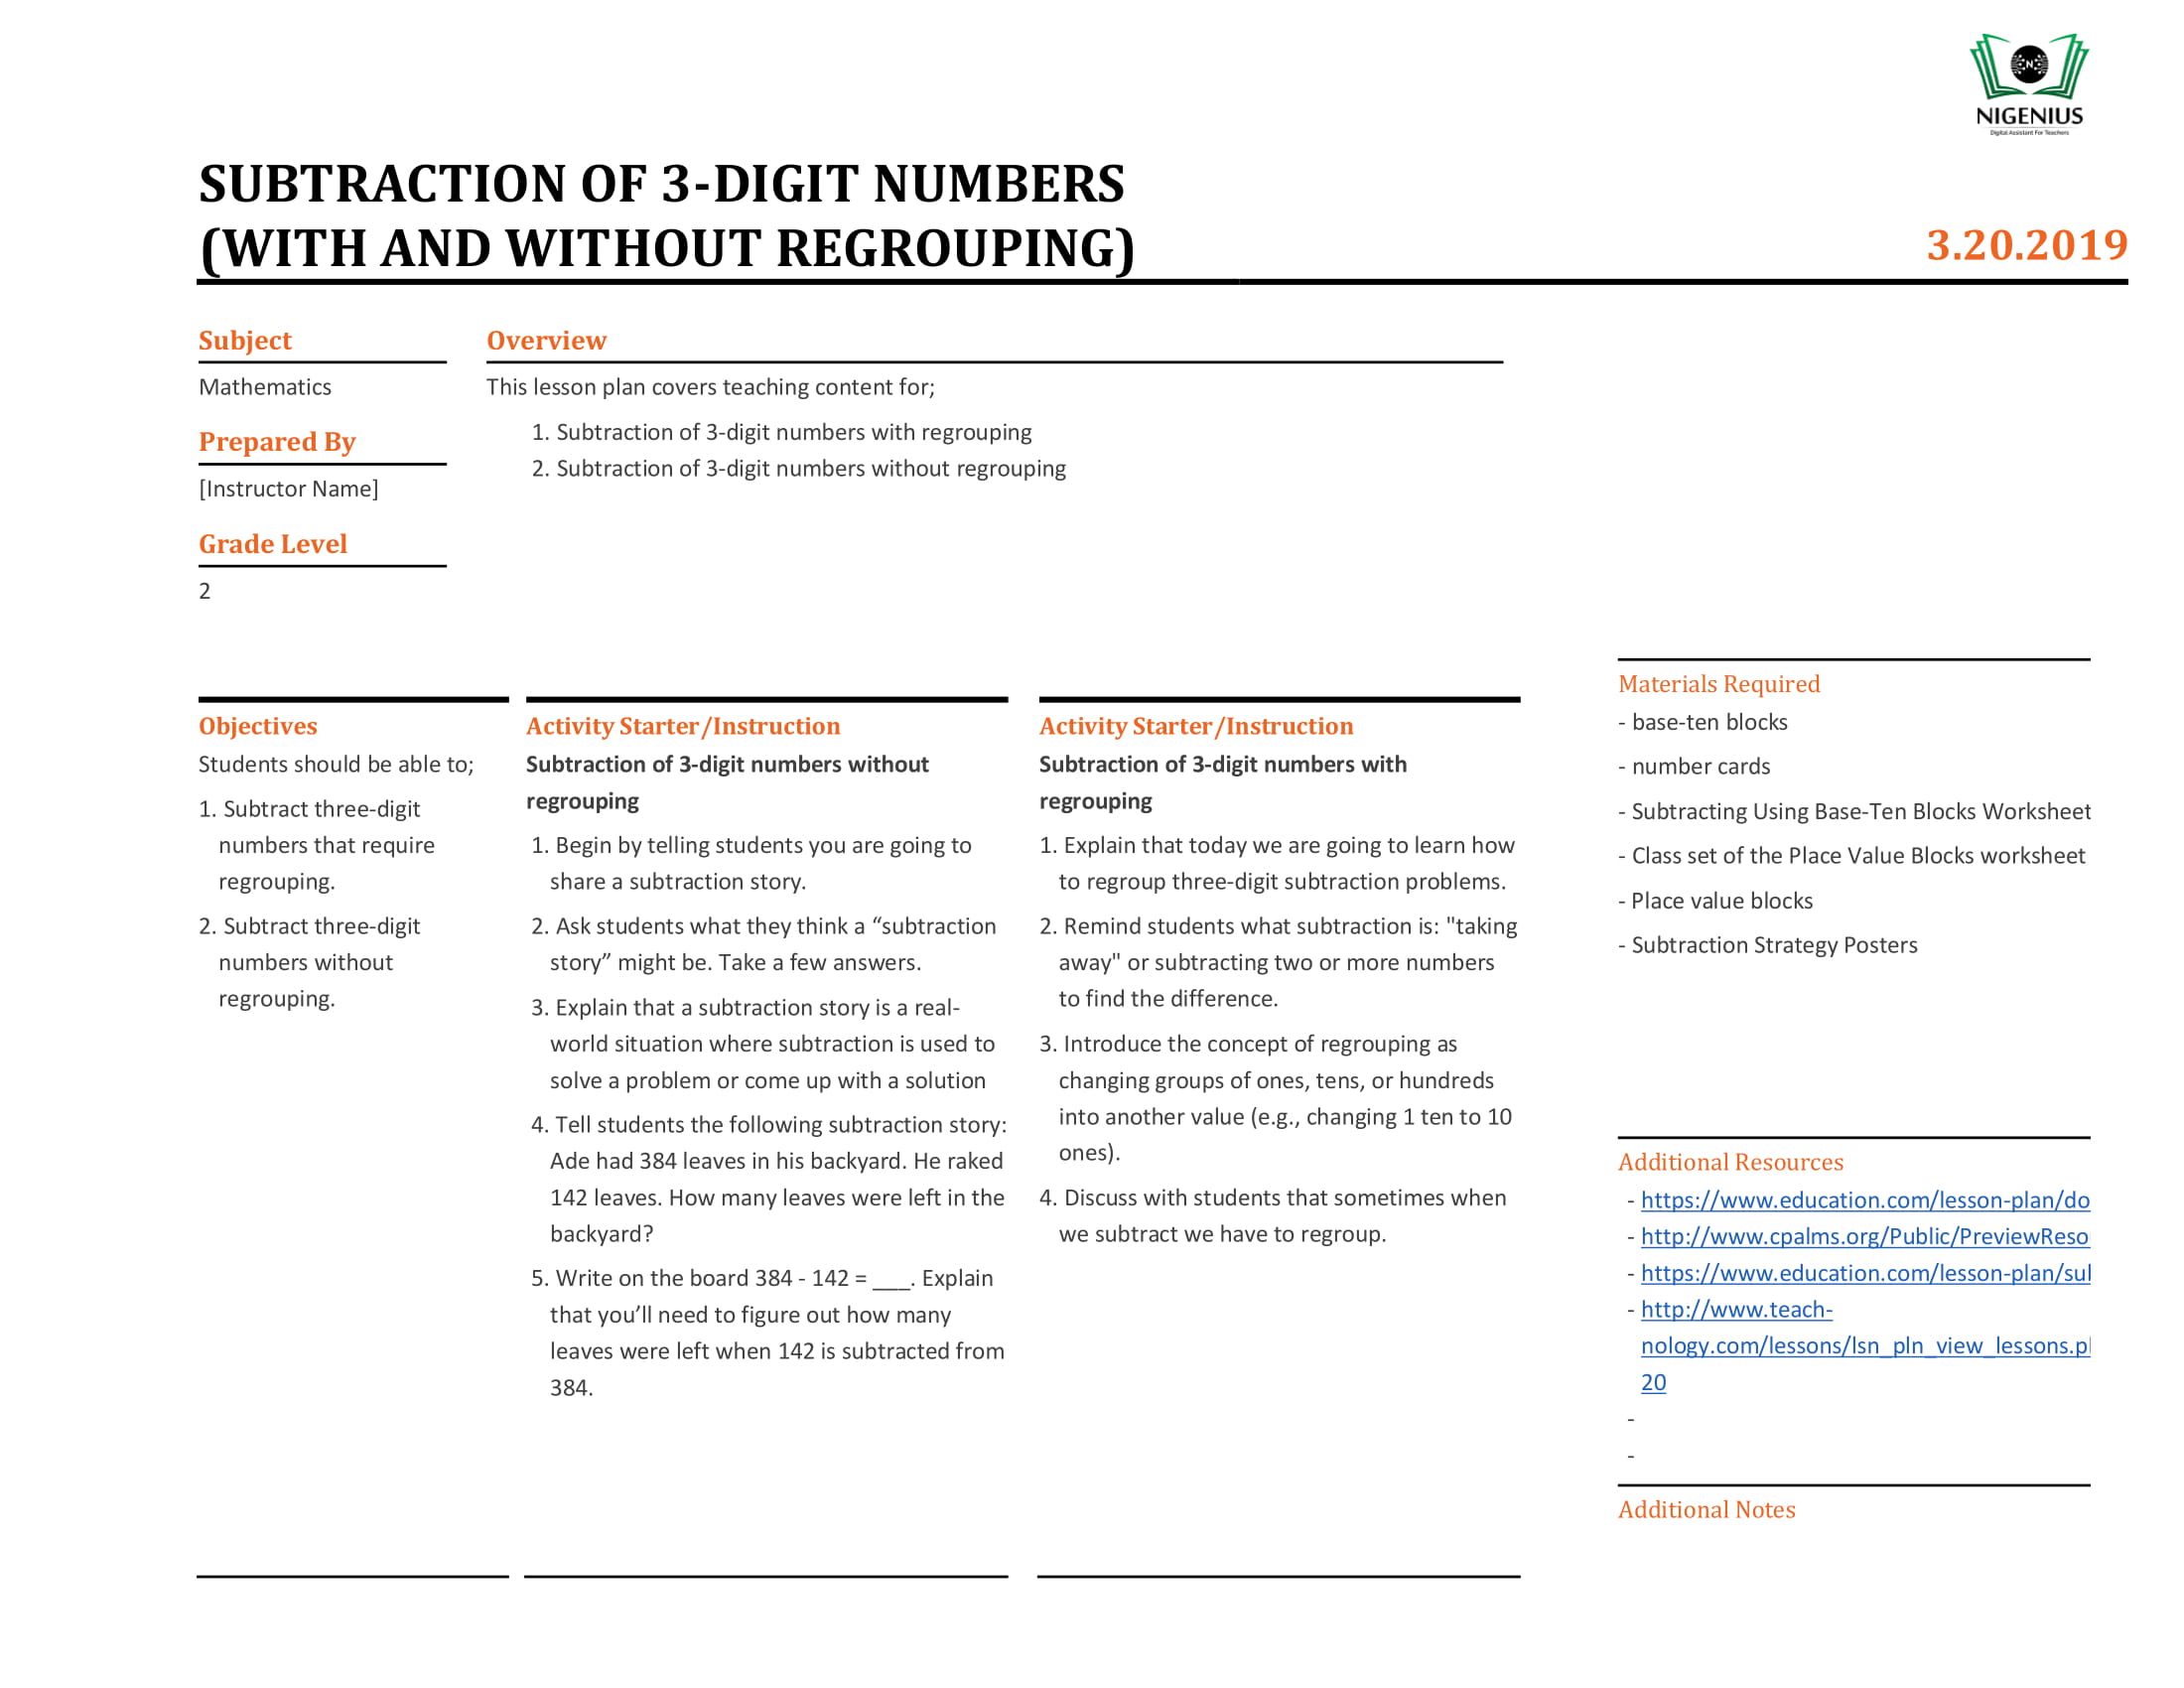 NIGENIUS
Digital Assistant For Teachers
SUBTRACTION OF 3-DIGIT NUMBERS
(WITH AND WITHOUT REGROUPING)
3.20.2019
Subject
Mathematics
Prepared By
[Instructor Name]
Grade Level
2
Overview
This lesson plan covers teaching content for;
1. Subtraction of 3-digit numbers with regrouping
2. Subtraction of 3-digit numbers without regrouping
Objectives
Students should be able to;
1. Subtract three-digit
numbers that require
regrouping.
2. Subtract three-digit
numbers without
regrouping.
Activity Starter/Instruction
Subtraction of 3-digit numbers without
regrouping
1. Begin by telling students you are going to
share a subtraction story.
2. Ask students what they think a “subtraction
story” might be. Take a few answers.
3. Explain that a subtraction story is a real-
world situation where subtraction is used to
solve a problem or come up with a solution
4. Tell students the following subtraction story:
Ade had 384 leaves in his backyard. He raked
142 leaves. How many leaves were left in the
backyard?
5. Write on the board 384 - 142 = ___. Explain
that you’ll need to figure out how many
leaves were left when 142 is subtracted from
384.
Activity Starter/Instruction
Subtraction of 3-digit numbers with
regrouping
1. Explain that today we are going to learn how
to regroup three-digit subtraction problems.
2. Remind students what subtraction is: "taking
away" or subtracting two or more numbers
to find the difference.
3. Introduce the concept of regrouping as
changing groups of ones, tens, or hundreds
into another value (e.g., changing 1 ten to 10
ones).
4. Discuss with students that sometimes when
we subtract we have to regroup.
Materials Required
- base-ten blocks
- number cards
- Subtracting Using Base-Ten Blocks Worksheet
- Class set of the Place Value Blocks worksheet
- Place value blocks
- Subtraction Strategy Posters
Additional Resources
- https://www.education.com/lesson-plan/do
- http://www.cpalms.org/Public/PreviewReso
- https://www.education.com/lesson-plan/sul
- http://www.teach-
nology.com/lessons/lsn_pln_view_lessons.pl
20
-
-
Additional Notes